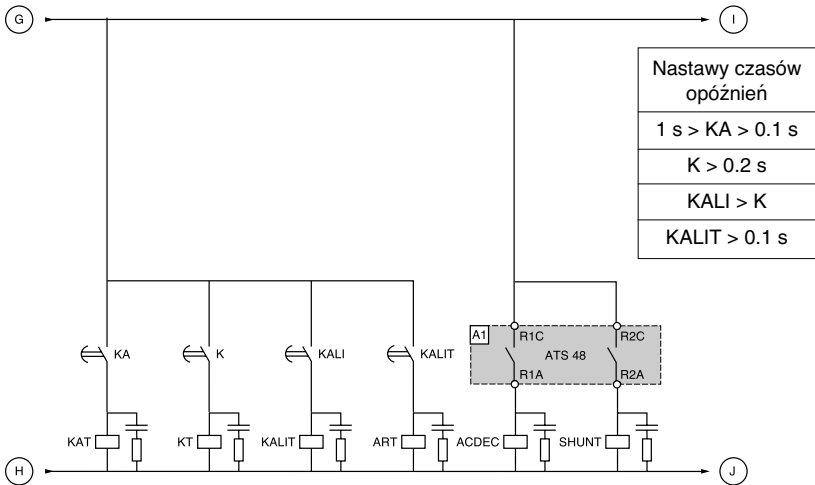 G
I
Nastawy czasów
opóźnień
1 s > KA > 0.1 s
K > 0.2 s
KALI > K
KALIT > 0.1 s
A1
R1C
R2C
KA
K
KALI
KALIT
ATS 48
R1A
R2A
KAT
KT
KALIT
ART
ACDEC
SHUNT
H
J